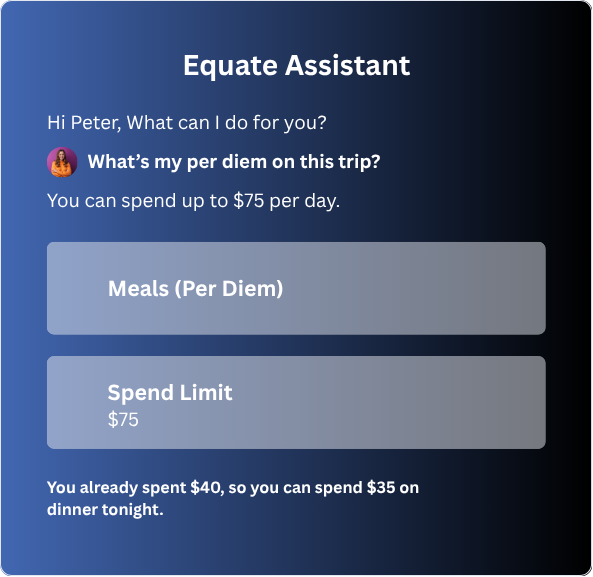 Equate Assistant
Hi Peter, What can I do for you?
What’s my per diem on this trip?
You can spend up to $75 per day.
Meals (Per Diem)
Spend Limit
$75
You already spent $40, so you can spend $35 on
dinner tonight.